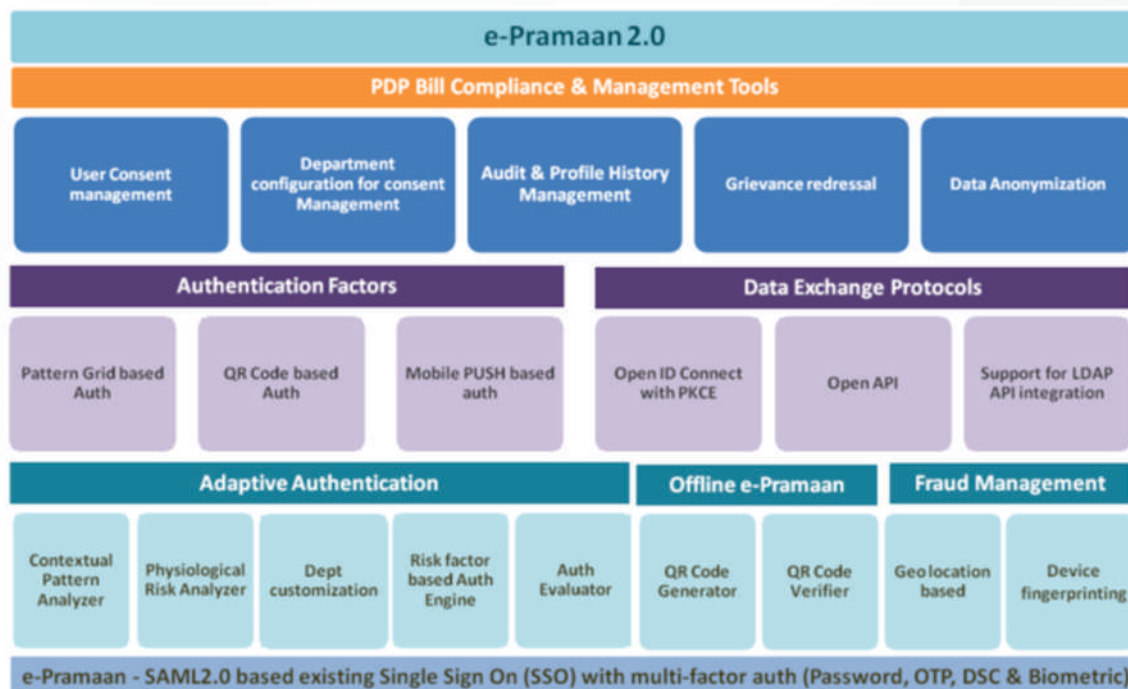 e-Pramaan 2.0
PDP Bill Compliance & Management Tools
User Consent
management
Department
configuration for consent
Management
Audit & Profile History
Management
Grievance redressal
Data Anonymization
Authentication Factors
Data Exchange Protocols
Pattern Grid based
Auth
QR Code based
Auth
Mobile PUSH based
auth
Open ID Connect
with PKCE
Open API
Support for LDAP
API integration
Adaptive Authentication
Offline e-Pramaan
Fraud Management
Contextual
Pattern
Analyzer
Physiological
Risk Analyzer
Dept
customization
Risk factor
based Auth
Engine
Auth
Evaluator
QR Code
Generator
QR Code
Verifier
Geo location
based
Device
fingerprinting
e-Pramaan - SAML2.0 based existing Single Sign On (SSO) with multi-factor auth (Password, OTP, DSC & Biometric)